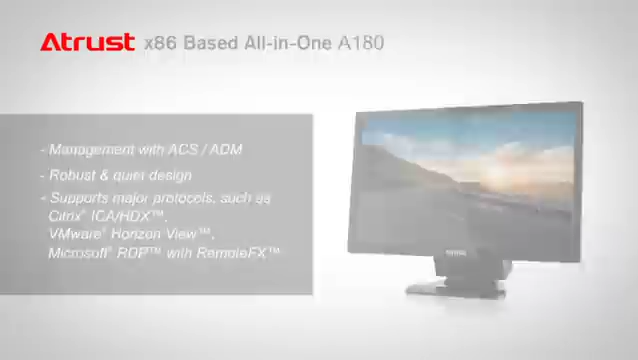 Atrust x86 Based All-in-One A180
- Management with ACS / ADM
- Robust & quiet design
- Supports major protocols, such as
Citrix® ICA/HDX™,
VMware® Horizon View™,
Microsoft® RDP™ with RemoteFX™